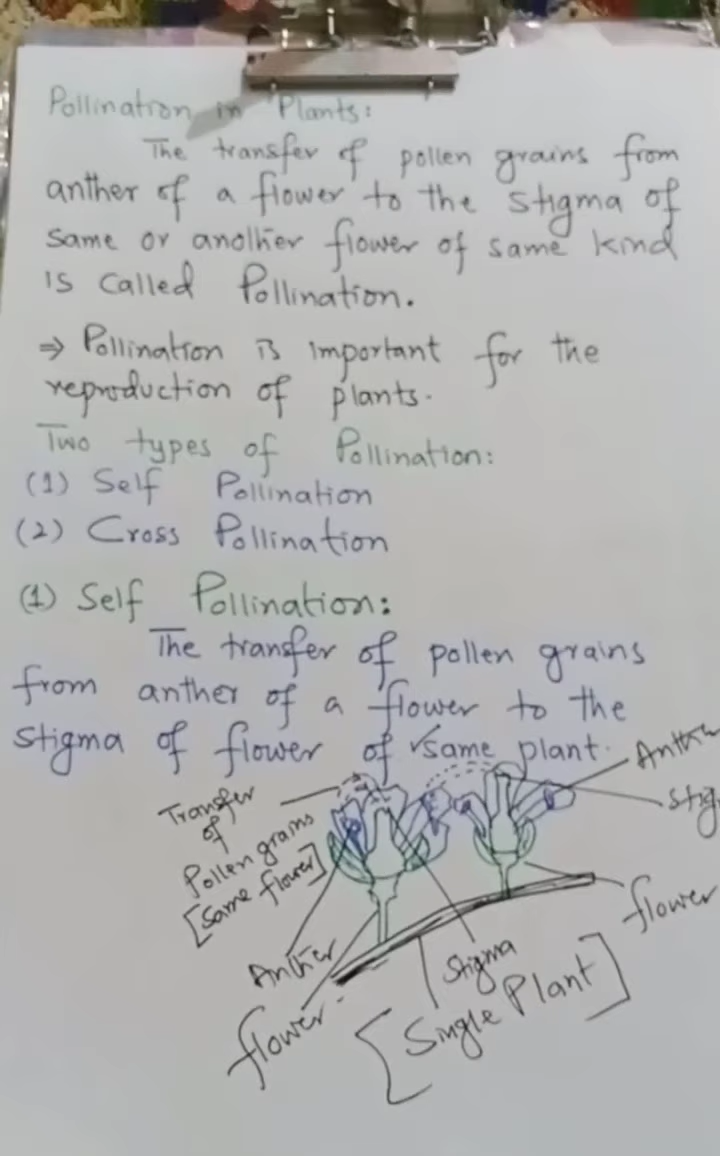 Pollination in Plants:
The transfer of pollen grains from
anther of a flower to the stigma of
same or another flower of same kind
is called Pollination.
⇒ Pollination is important for the
reproduction of plants.
Two types of Pollination:
(1) Self Pollination
(2) Cross Pollination
(1) Self Pollination:
The transfer of pollen grains
from anther of a flower to the
stigma of flower of same plant.
Transfer
of
Pollen grains
[Same flower]
Anther
flower
Stigma
[Single Plant]
Anthe
Stig
flower